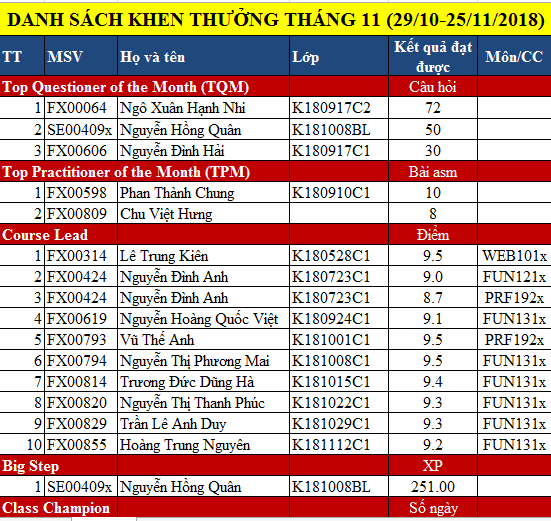 DANH SÁCH KHEN THƯỞNG THÁNG 11 (29/10-25/11/2018)
TT MSV Họ và tên Lớp Kết quả đạt được Môn/CC
Top Questioner of the Month (TQM) Câu hỏi
1 FX00064 Ngô Xuân Hạnh Nhi K180917C2 72
2 SE00409x Nguyễn Hồng Quân K181008BL 50
3 FX00606 Nguyễn Đình Hải K180917C1 30
Top Practitioner of the Month (TPM) Bài asm
1 FX00598 Phan Thành Chung K180910C1 10
2 FX00809 Chu Việt Hưng 8
Course Lead Điểm
1 FX00314 Lê Trung Kiên K180528C1 9.5 WEB101x
2 FX00424 Nguyễn Đình Anh K180723C1 9.0 FUN121x
3 FX00424 Nguyễn Đình Anh K180723C1 8.7 PRF192x
4 FX00619 Nguyễn Hoàng Quốc Việt K180924C1 9.1 FUN131x
5 FX00793 Vũ Thế Anh K181001C1 9.5 PRF192x
6 FX00794 Nguyễn Thị Phương Mai K181008C1 9.5 FUN131x
7 FX00814 Trương Đức Dũng Hà K181015C1 9.4 FUN131x
8 FX00820 Nguyễn Thị Thanh Phúc K181022C1 9.3 FUN131x
9 FX00829 Trần Lê Anh Duy K181029C1 9.3 FUN131x
10 FX00855 Hoàng Trung Nguyên K181112C1 9.2 FUN131x
Big Step XP
1 SE00409x Nguyễn Hồng Quân K181008BL 251.00
Class Champion Số ngày